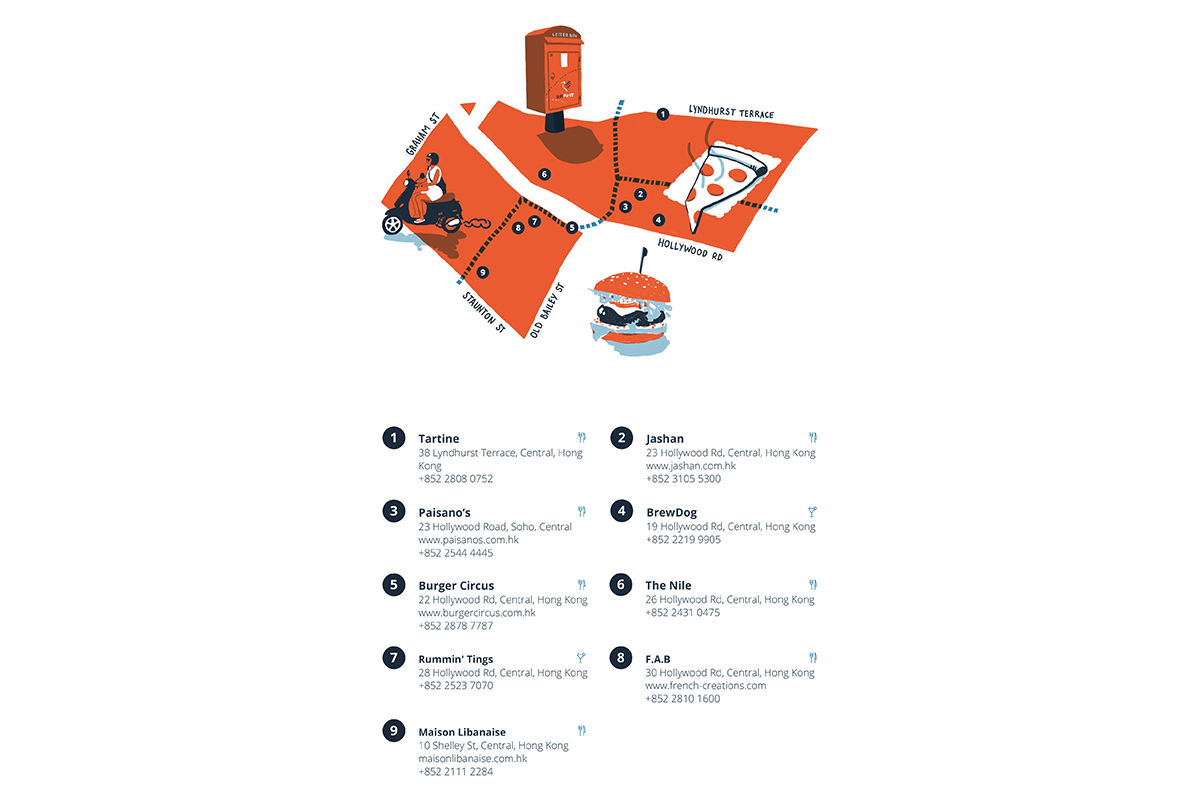 LETTER BOX
GRAHAM ST
1
LYNDHURST TERRACE
6
2
3
4
8
7
5
HOLLYWOOD RD
9
STAUNTON ST
OLD BAILEY ST
1
Tartine
38 Lyndhurst Terrace, Central, Hong
Kong
+852 2808 0752
2
Jashan
23 Hollywood Rd, Central, Hong Kong
www.jashan.com.hk
+852 3105 5300
3
Paisano’s
23 Hollywood Road, Soho, Central
www.paisanos.com.hk
+852 2544 4445
4
BrewDog
19 Hollywood Rd, Central, Hong Kong
+852 2219 9905
5
Burger Circus
22 Hollywood Rd, Central, Hong Kong
www.burgercircus.com.hk
+852 2878 7787
6
The Nile
26 Hollywood Rd, Central, Hong Kong
+852 2431 0475
7
Rummin' Tings
28 Hollywood Rd, Central, Hong Kong
+852 2523 7070
8
F.A.B
30 Hollywood Rd, Central, Hong Kong
www.french-creations.com
+852 2810 1600
9
Maison Libanaise
10 Shelley St, Central, Hong Kong
maisonlibanaise.com.hk
+852 2111 2284